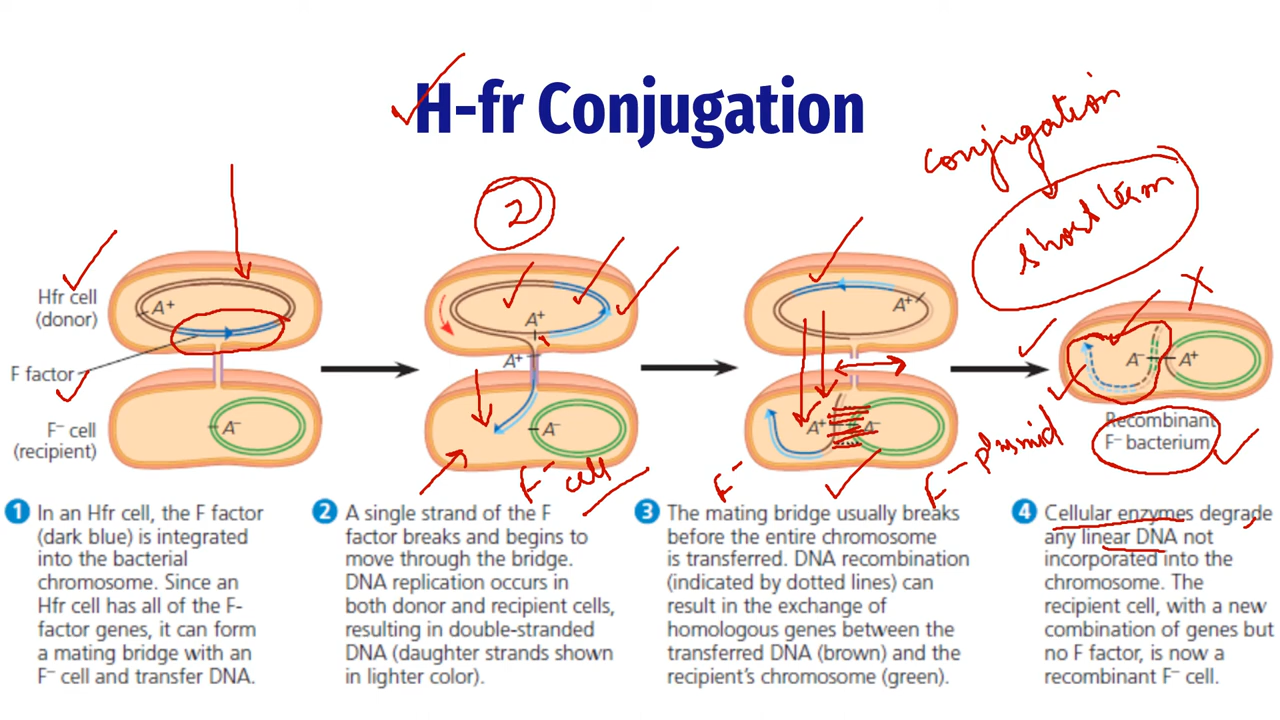 H-fr Conjugation
conjugation
short term
2
Hfr cell
(donor)
F factor
F⁻ cell
(recipient)
A⁺
A⁻
A⁺
A⁺
A⁻
A⁺
A⁺
A⁻
A⁻
A⁺
Recombinant
F⁻ bacterium
F⁻ cell
F⁻
F⁻ plasmid
1 In an Hfr cell, the F factor
(dark blue) is integrated
into the bacterial
chromosome. Since an
Hfr cell has all of the F-
factor genes, it can form
a mating bridge with an
F⁻ cell and transfer DNA.
2 A single strand of the F
factor breaks and begins to
move through the bridge.
DNA replication occurs in
both donor and recipient cells,
resulting in double-stranded
DNA (daughter strands shown
in lighter color).
3 The mating bridge usually breaks
before the entire chromosome
is transferred. DNA recombination
(indicated by dotted lines) can
result in the exchange of
homologous genes between the
transferred DNA (brown) and the
recipient's chromosome (green).
4 Cellular enzymes degrade
any linear DNA not
incorporated into the
chromosome. The
recipient cell, with a new
combination of genes but
no F factor, is now a
recombinant F⁻ cell.